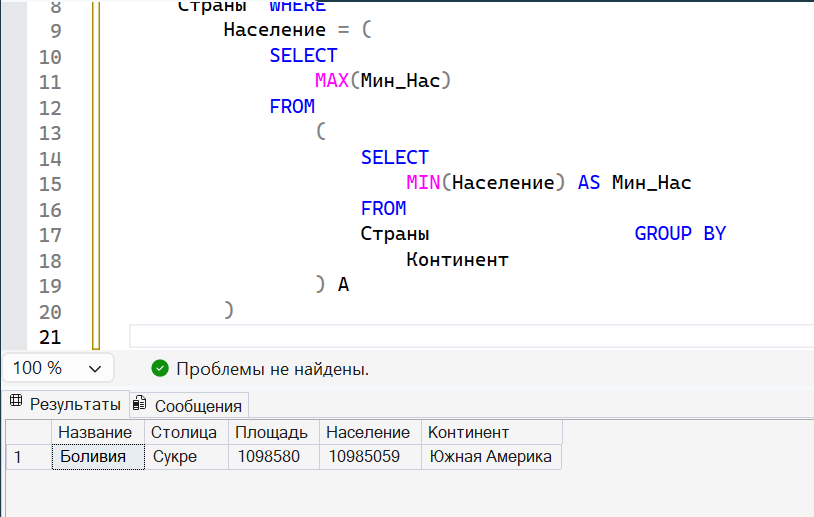 8 Страны WHERE
9 Население = (
10 SELECT
11 MAX(Мин_Нас)
12 FROM
13 (
14 SELECT
15 MIN(Население) AS Мин_Нас
16 FROM
17 Страны GROUP BY
18 Континент
19 ) A
20 )
21
100 %
Проблемы не найдены.
Результаты Сообщения
Название Столица Площадь Население Континент
1 Боливия Сукре 1098580 10985059 Южная Америка